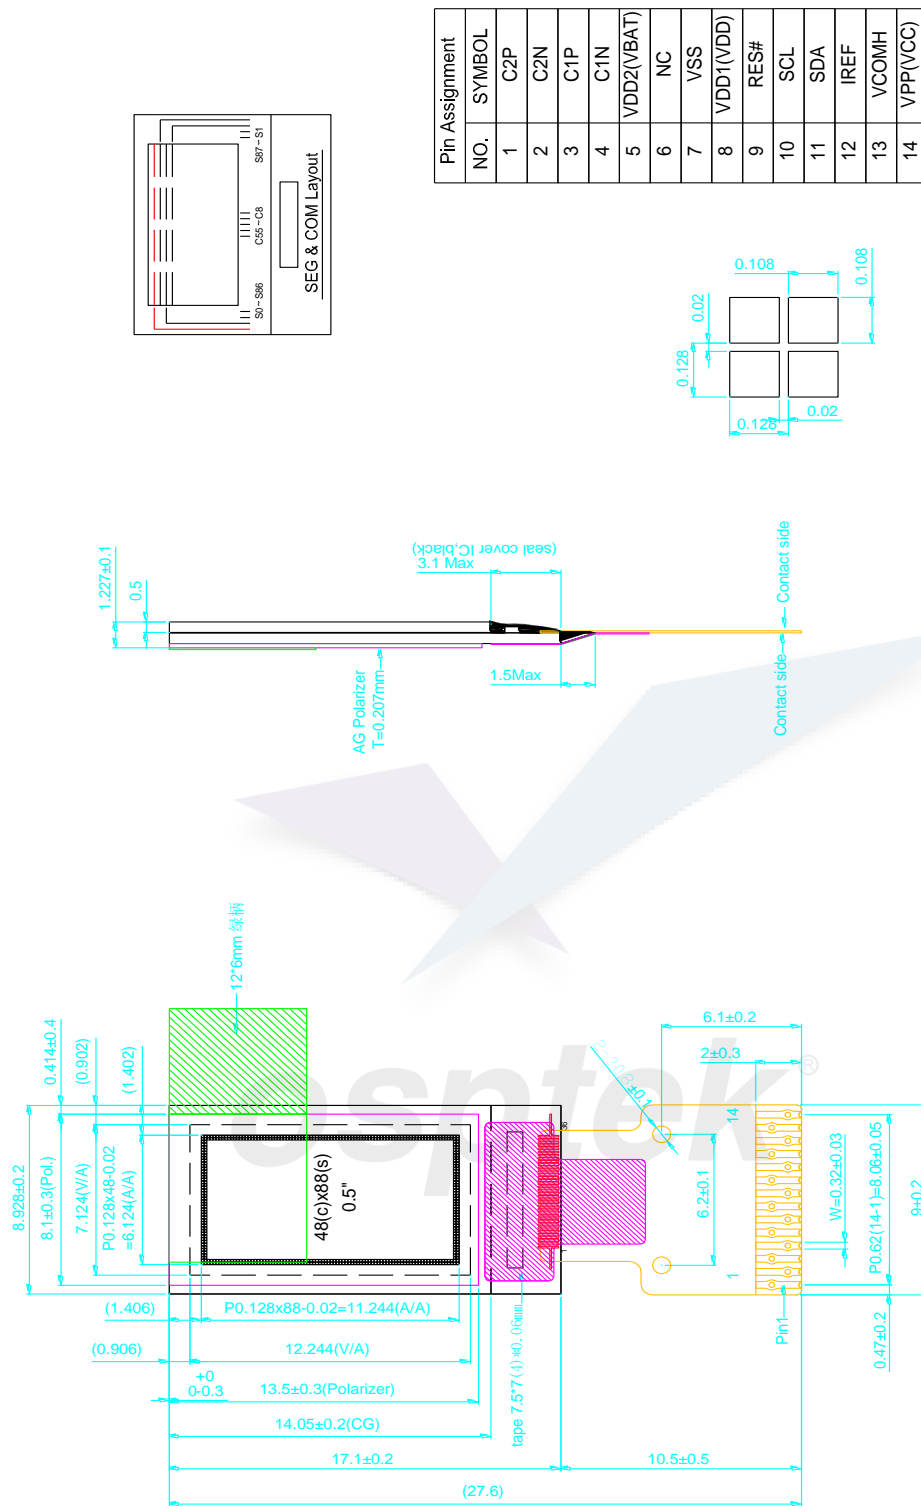 Pin Assignment
NO. SYMBOL
1 C2P
2 C2N
3 C1P
4 C1N
5 VDD2(VBAT)
6 NC
7 VSS
8 VDD1(VDD)
9 RES#
10 SCL
11 SDA
12 IREF
13 VCOMH
14 VPP(VCC)
S0~S86
C55~C8
S87~S1
SEG & COM Layout
0.108
0.108
0.02
0.128
0.128
0.02
1.227±0.1
0.5
3.1 Max
(seal cover IC,black)
1.5Max
AG Polarizer
T=0.207mm
Contact side
Contact side
12*6mm 绿柄
0.414±0.4
(0.902)
(1.402)
8.928±0.2
8.1±0.3(Pol.)
7.124(V/A)
P0.128x48-0.02
=6.124(A/A)
48(c)x88(s)
0.5"
osptek®
(1.406)
P0.128x88-0.02=11.244(A/A)
(0.906)
12.244(V/A)
+0
0-0.3
13.5±0.3(Polarizer)
14.05±0.2(CG)
17.1±0.2
10.5±0.5
(27.6)
6.1±0.2
2±0.3
6.2±0.1
1
14
W=0.32±0.03
P0.62(14-1)=8.06±0.05
9±0.2
0.47±0.2
Pin1